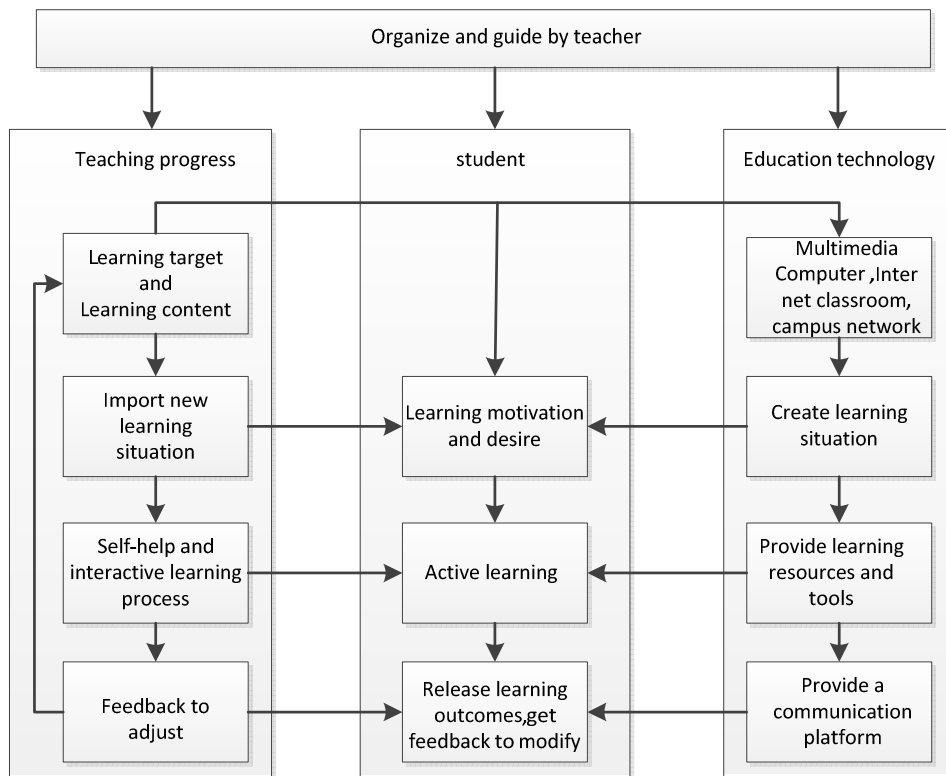 Organize and guide by teacher
Teaching progress
student
Education technology
Learning target
and
Learning content
Multimedia
Computer ,Inter
net classroom,
campus network
Import new
learning
situation
Learning motivation
and desire
Create learning
situation
Self-help and
interactive learning
process
Active learning
Provide learning
resources and
tools
Feedback to
adjust
Release learning
outcomes,get
feedback to modify
Provide a
communication
platform